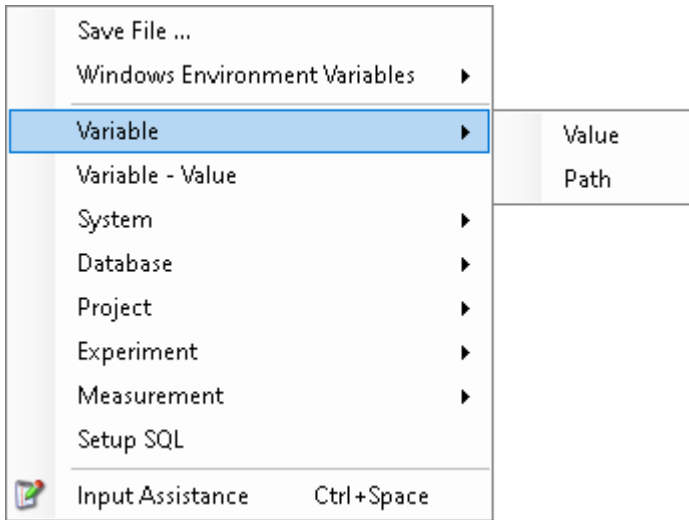 Save File ...
Windows Environment Variables
Variable
Value
Path
Variable - Value
System
Database
Project
Experiment
Measurement
Setup SQL
Input Assistance Ctrl+Space